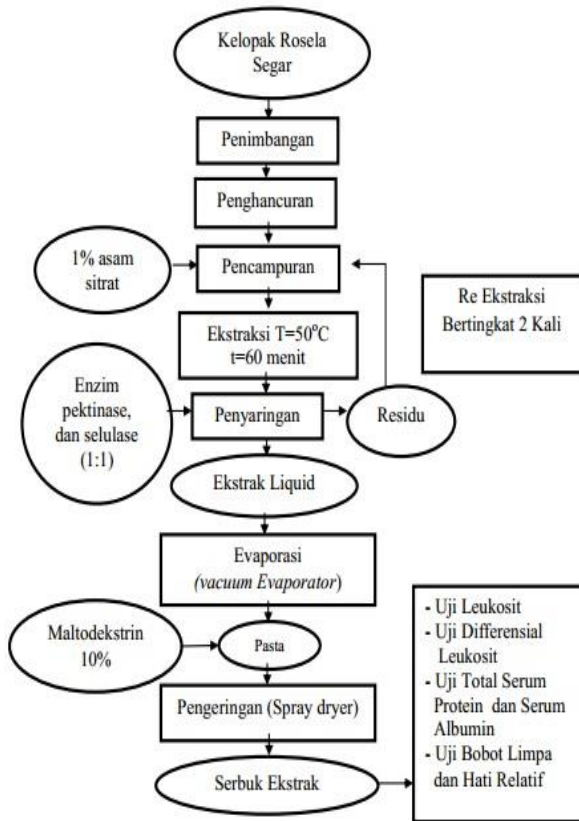 Kelopak Rosela
Segar
Penimbangan
Penghancuran
1% asam
sitrat
Pencampuran
Re Ekstraksi
Bertingkat 2 Kali
Ekstraksi T=50°C
t=60 menit
Enzim
pektinase,
dan selulase
(1:1)
Penyaringan
Residu
Ekstrak Liquid
Evaporasi
(vacuum Evaporator)
Maltodekstrin
10%
Pasta
Pengeringan (Spray dryer)
Serbuk Ekstrak
- Uji Leukosit
- Uji Differensial
Leukosit
- Uji Total Serum
Protein dan Serum
Albumin
- Uji Bobot Limpa
dan Hati Relatif